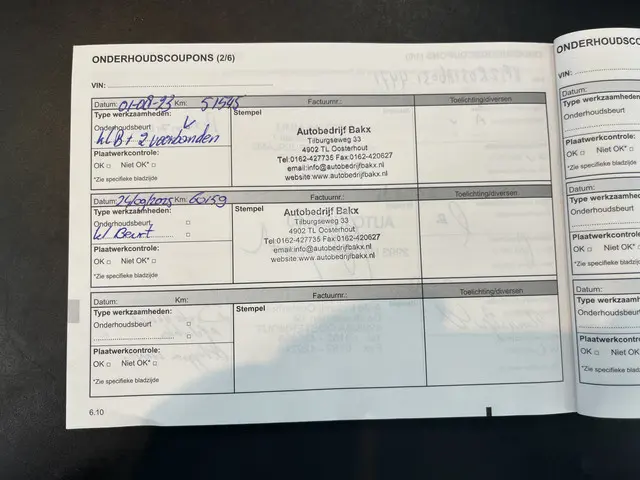 ONDERHOUDSCOUPONS (2/6)
VIN:
Datum: 01-08-23 Km: 51545 Factuurnr.: Toelichting/diversen
Type werkzaamheden: Stempel
Onderhoudsbeurt
KLB + 2 voorbanden
Plaatwerkcontrole:
OK Niet OK*
*Zie specifieke bladzijde
Autobedrijf Bakx
Tilburgseweg 33
4902 TL Oosterhout
Tel:0162-427735 Fax:0162-420627
email:info@autobedrijfbakx.nl
website:www.autobedrijfbakx.nl
Datum: 24/09/2025 Km: 60159 Factuurnr.: Toelichting/diversen
Type werkzaamheden: Stempel
Onderhoudsbeurt
Kl Beurt
Plaatwerkcontrole:
OK Niet OK*
*Zie specifieke bladzijde
Autobedrijf Bakx
Tilburgseweg 33
4902 TL Oosterhout
Tel:0162-427735 Fax:0162-420627
email:info@autobedrijfbakx.nl
website:www.autobedrijfbakx.nl
Datum: Km: Factuurnr.: Toelichting/diversen
Type werkzaamheden: Stempel
Onderhoudsbeurt
Plaatwerkcontrole:
OK Niet OK*
*Zie specifieke bladzijde
6.10
ONDERHOUDSCO
VIN:
Datum:
Type werkzaamheden:
Onderhoudsbeurt
Plaatwerkcontrole:
OK Niet OK*
*Zie specifieke bladzijde
Datum:
Type werkzaamheden
Onderhoudsbeurt
Plaatwerkcontrole:
OK Niet OK*
*Zie specifieke bladzijde
Datum:
Type werkzaamheden:
Onderhoudsbeurt
Plaatwerkcontrole:
OK Niet OK*
*Zie specifieke bladzijde